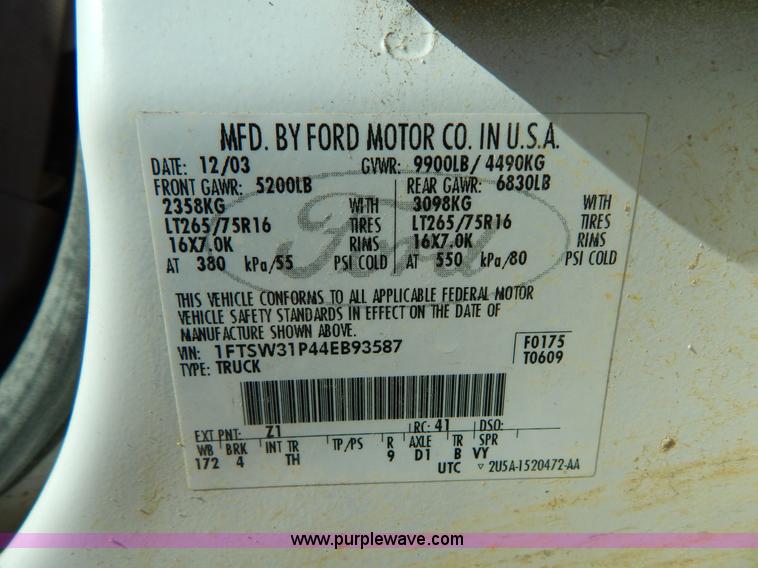 MFD. BY FORD MOTOR CO. IN U.S.A.
DATE: 12/03 GVWR: 9900LB/4490KG
FRONT GAWR: 5200LB REAR GAWR: 6830LB
2358KG WITH 3098KG WITH
LT265/75R16 TIRES LT265/75R16 TIRES
16X7.0K RIMS 16X7.0K RIMS
AT 380 kPa/55 PSI COLD AT 550 kPa/80 PSI COLD
Ford
THIS VEHICLE CONFORMS TO ALL APPLICABLE FEDERAL MOTOR
VEHICLE SAFETY STANDARDS IN EFFECT ON THE DATE OF
MANUFACTURE SHOWN ABOVE.
VIN: 1FTSW31P44EB93587 F0175
TYPE: TRUCK T0609
EXT PNT: Z1 RC: 41 DSO:
WB BRK INT TR TP/PS R AXLE TR SPR
172 4 TH 9 D1 B VY
UTC ▿ 2U5A-1520472-AA
www.purplewave.com